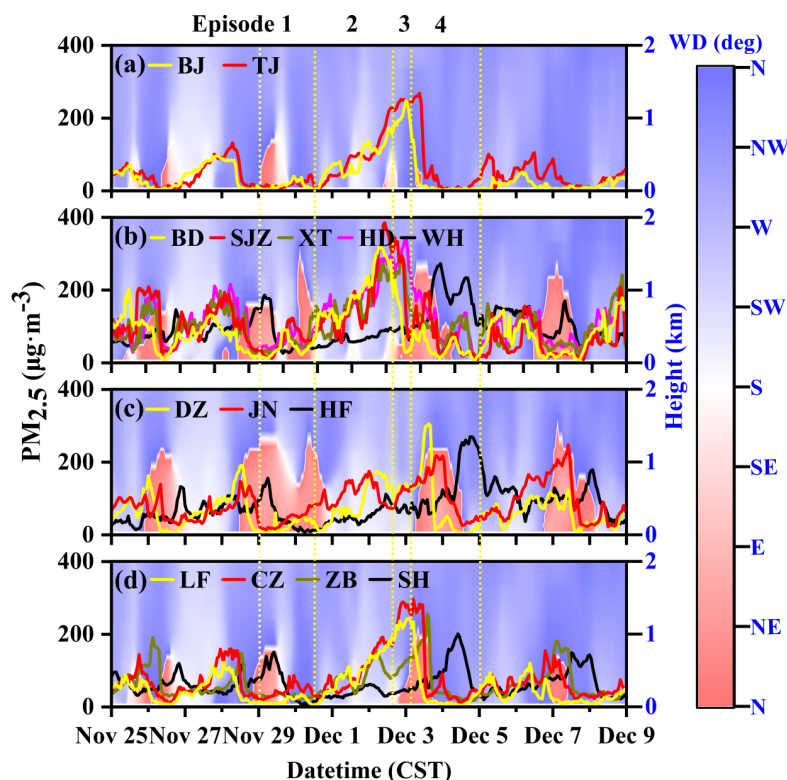 Episode 1 2 3 4
WD (deg)
400
(a) BJ TJ
200
0
2
1
0
400
(b) BD SJZ XT HD WH
200
0
2
1
0
400
(c) DZ JN HF
200
0
2
1
0
400
(d) LF CZ ZB SH
200
0
2
1
0
PM2.5 (μg·m-3)
Height (km)
Nov 25 Nov 27 Nov 29 Dec 1 Dec 3 Dec 5 Dec 7 Dec 9
Datetime (CST)
N
NW
W
SW
S
SE
E
NE
N